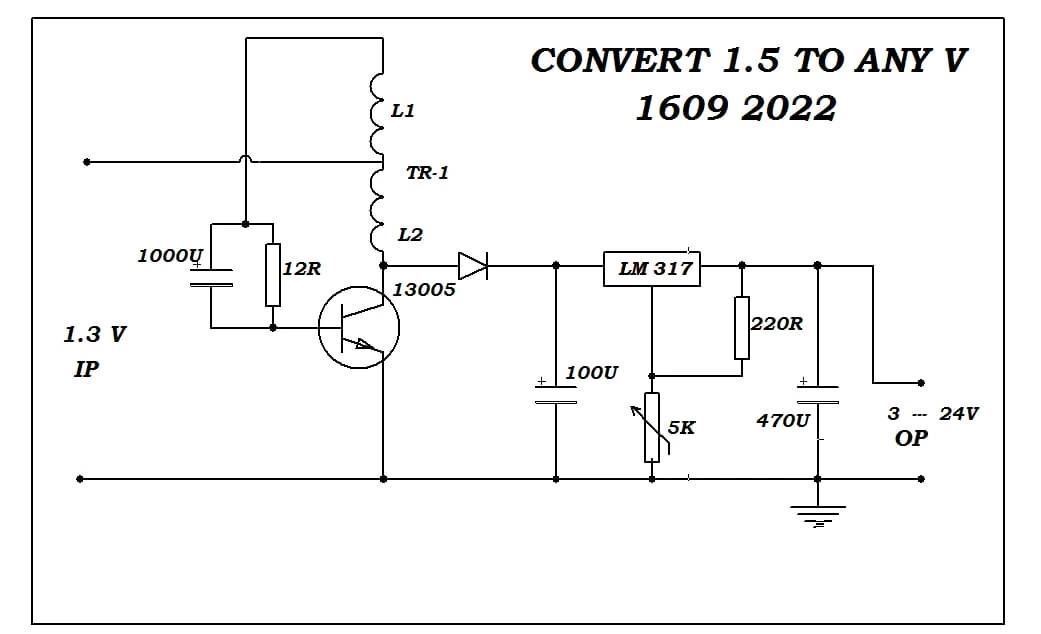 CONVERT 1.5 TO ANY V
1609 2022
L1
TR-1
L2
1000U
+
12R
13005
LM 317
1.3 V
IP
220R
100U
+
5K
+
470U
3 --- 24V
OP